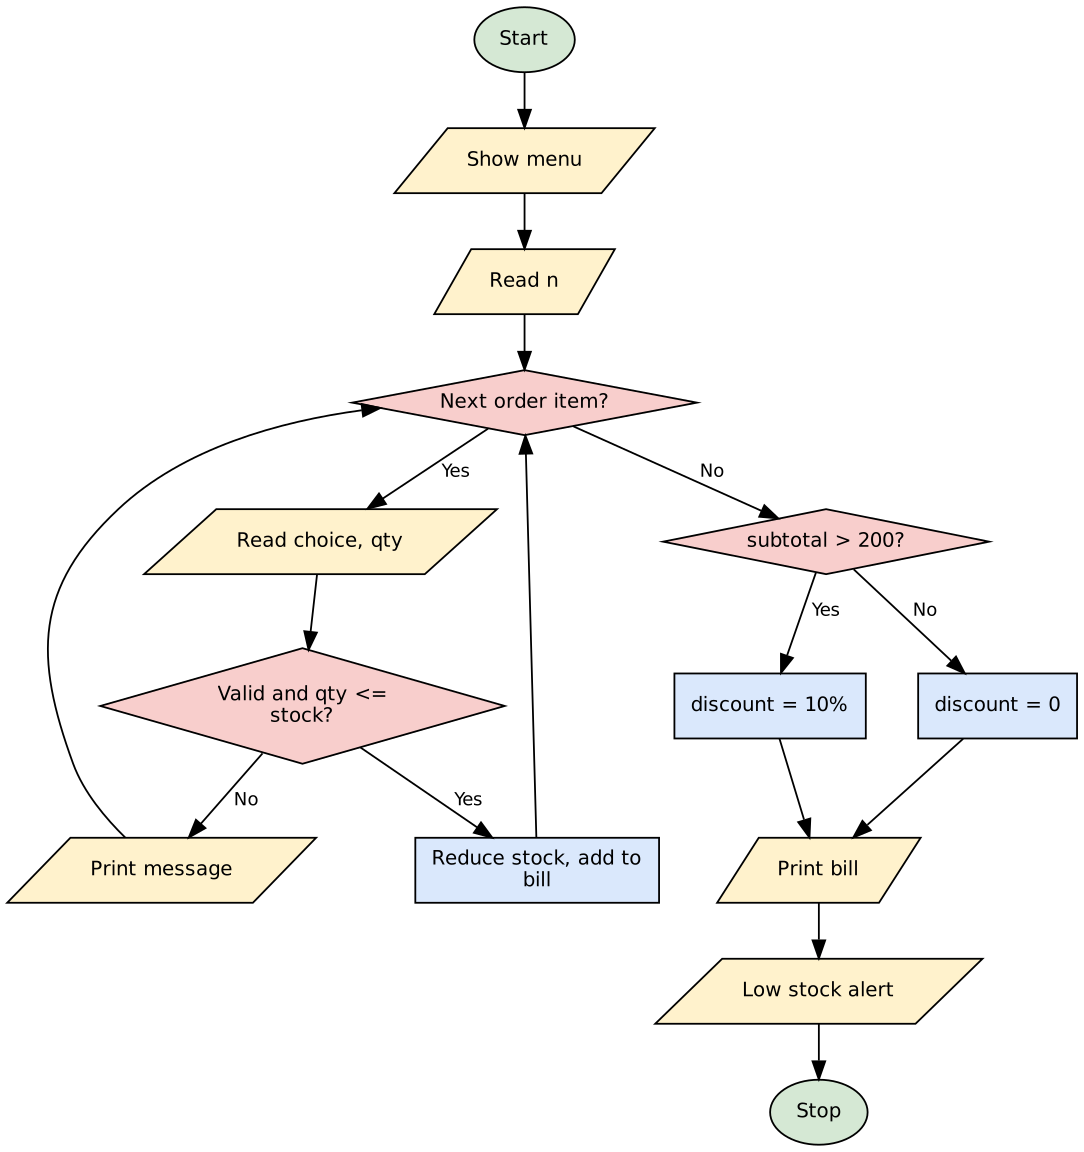 Start
Show menu
Read n
Next order item?
Yes
No
Read choice, qty
subtotal > 200?
Yes
No
Valid and qty <=
stock?
discount = 10%
discount = 0
No
Yes
Print message
Reduce stock, add to
bill
Print bill
Low stock alert
Stop